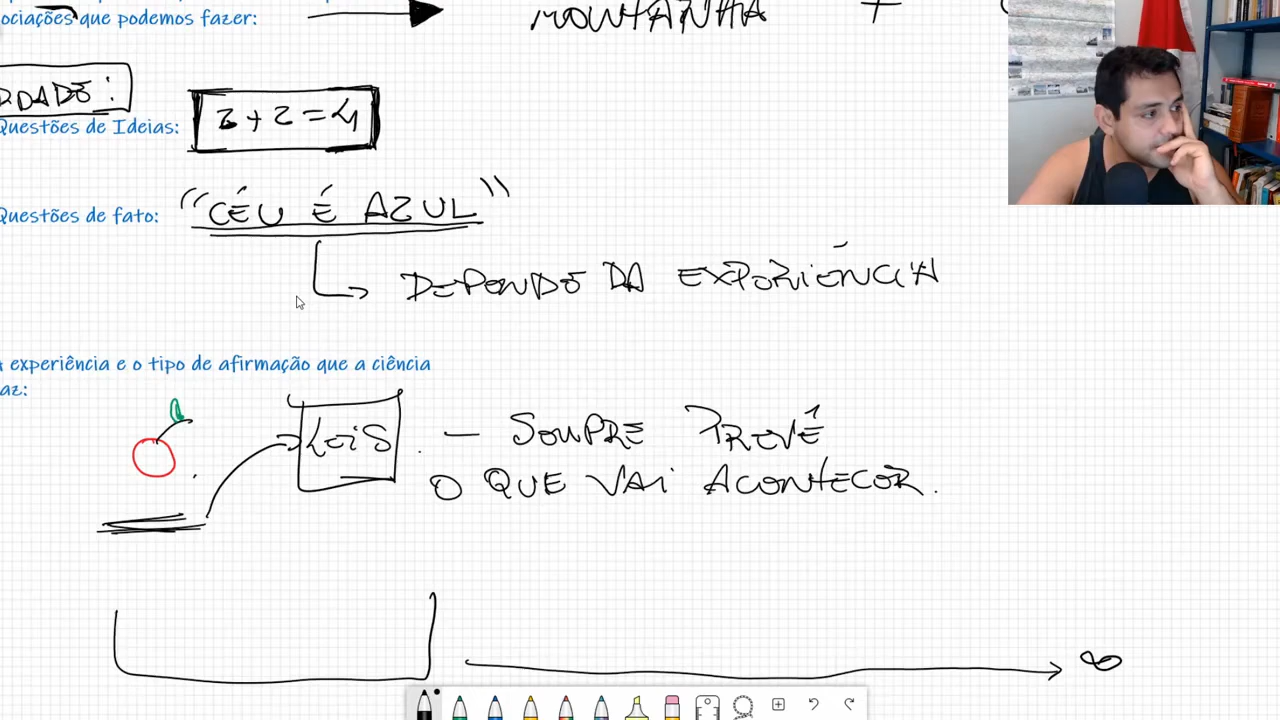 ociações que podemos fazer:
MONTANHA +
RDADE:
Questões de Ideias: 2 + 2 = 4
Questões de fato: "CÉU É AZUL"
DEPENDE DA EXPERIÊNCIA
A experiência e o tipo de afirmação que a ciência
az:
LEIS — SEMPRE PREVÊ
O QUE VAI ACONTECER.
∞